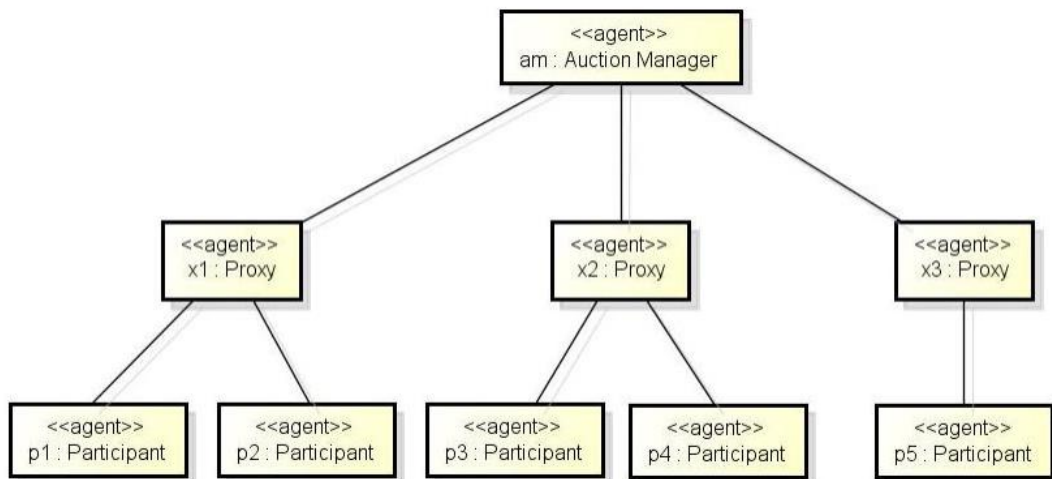 <<agent>>
am : Auction Manager
<<agent>>
x1 : Proxy
<<agent>>
x2 : Proxy
<<agent>>
x3 : Proxy
<<agent>>
p1 : Participant
<<agent>>
p2 : Participant
<<agent>>
p3 : Participant
<<agent>>
p4 : Participant
<<agent>>
p5 : Participant